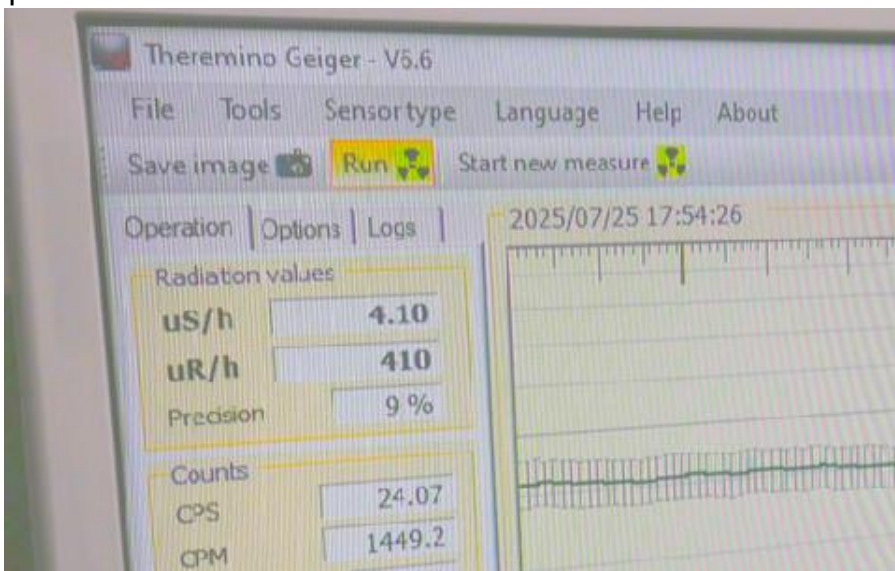 Theremino Geiger - V5.6
File Tools Sensor type Language Help About
Save image Run Start new measure
Operation Options Logs
2025/07/25 17:54:26
Radiation values
uS/h 4.10
uR/h 410
Precision 9 %
Counts
CPS 24.07
CPM 1449.2